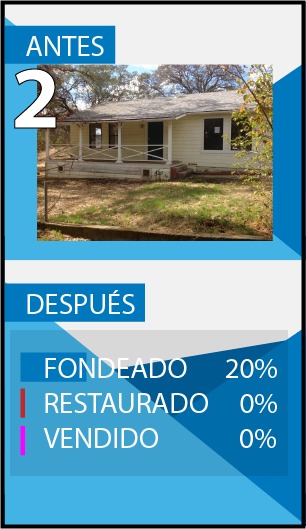 ANTES
2
DESPUÉS
FONDEADO 20%
RESTAURADO 0%
VENDIDO 0%